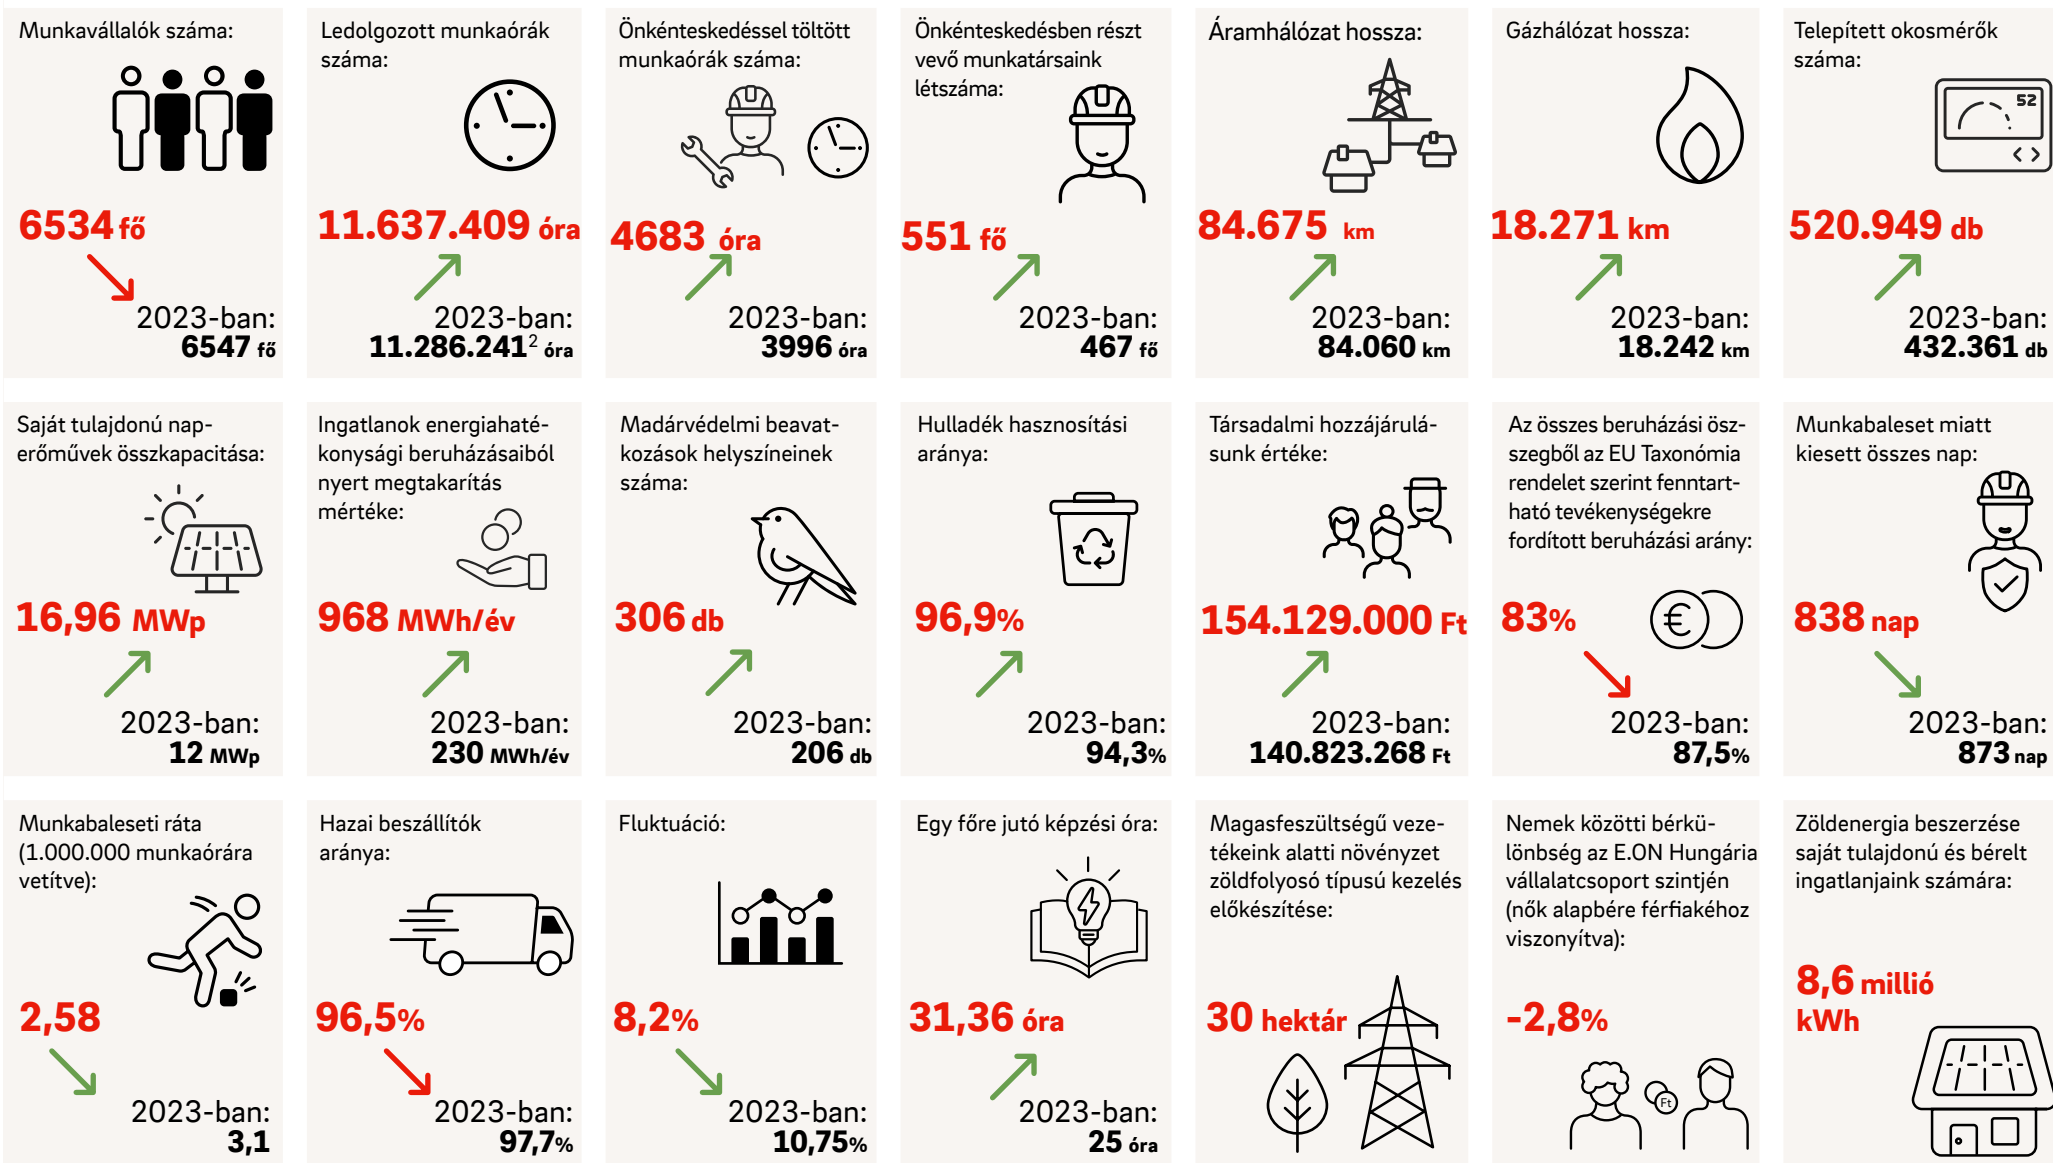 Munkavállalók száma:
6534 fő
2023-ban:
6547 fő
Ledolgozott munkaórák
száma:
11.637.409 óra
2023-ban:
11.286.241² óra
Önkénteskedéssel töltött
munkaórák száma:
4683 óra
2023-ban:
3996 óra
Önkénteskedésben részt
vevő munkatársaink
létszáma:
551 fő
2023-ban:
467 fő
Áramhálózat hossza:
84.675 km
2023-ban:
84.060 km
Gázhálózat hossza:
18.271 km
2023-ban:
18.242 km
Telepített okosmérők
száma:
52
520.949 db
2023-ban:
432.361 db
Saját tulajdonú nap-
erőművek összkapacitása:
16,96 MWp
2023-ban:
12 MWp
Ingatlanok energiahaté-
konysági beruházásaiból
nyert megtakarítás
mértéke:
968 MWh/év
2023-ban:
230 MWh/év
Madárvédelmi beavat-
kozások helyszíneinek
száma:
306 db
2023-ban:
206 db
Hulladék hasznosítási
aránya:
96,9%
2023-ban:
94,3%
Társadalmi hozzájárulá-
sunk értéke:
154.129.000 Ft
2023-ban:
140.823.268 Ft
Az összes beruházási ösz-
szegből az EU Taxonómia
rendelet szerint fenntart-
ható tevékenységekre
fordított beruházási arány:
€
83%
2023-ban:
87,5%
Munkabaleset miatt
kiesett összes nap:
838 nap
2023-ban:
873 nap
Munkabaleseti ráta
(1.000.000 munkaórára
vetítve):
2,58
2023-ban:
3,1
Hazai beszállítók
aránya:
96,5%
2023-ban:
97,7%
Fluktuáció:
8,2%
2023-ban:
10,75%
Egy főre jutó képzési óra:
31,36 óra
2023-ban:
25 óra
Magasfeszültségű veze-
tékeink alatti növényzet
zöldfolyosó típusú kezelés
előkészítése:
30 hektár
Nemek közötti bérkü-
lönbség az E.ON Hungária
vállalatcsoport szintjén
(nők alapbére férfiakéhoz
viszonyítva):
-2,8%
Ft
Zöldenergia beszerzése
saját tulajdonú és bérelt
ingatlanjaink számára:
8,6 millió
kWh